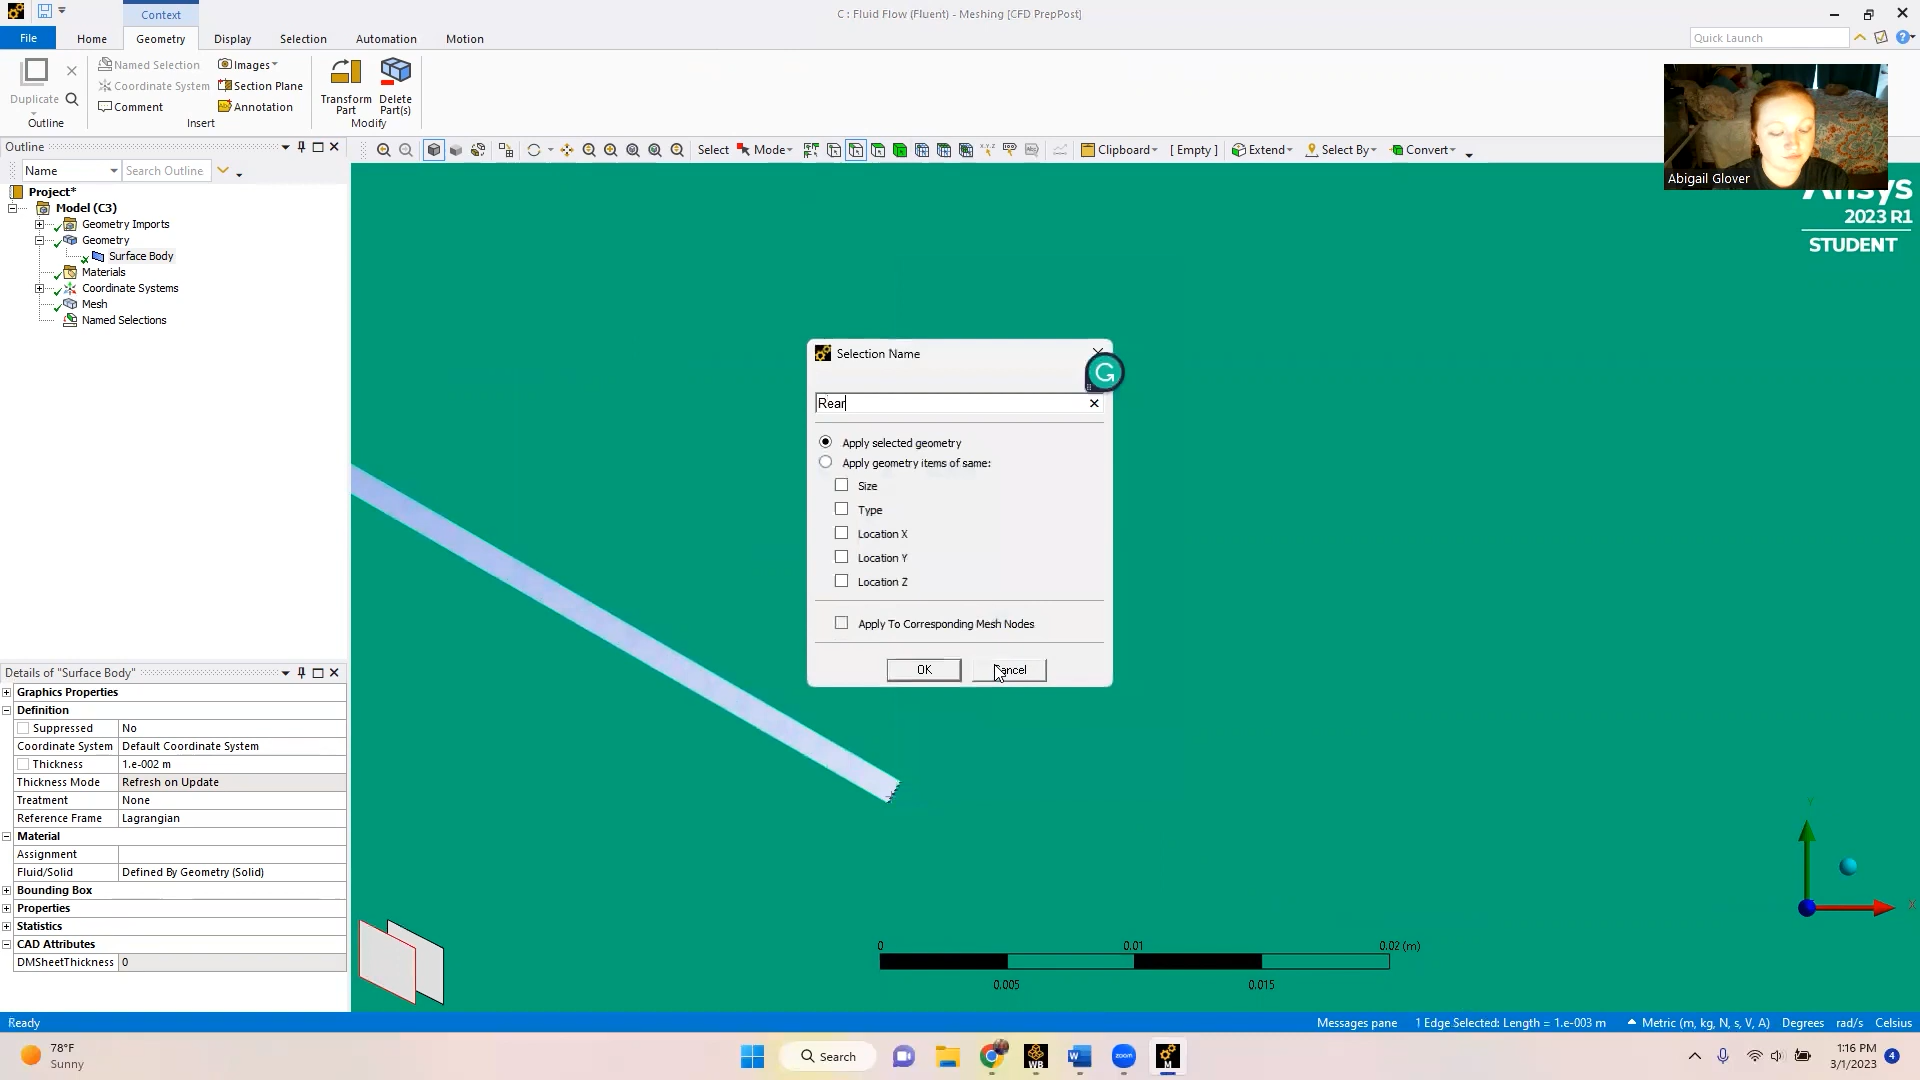 Context
C : Fluid Flow (Fluent) - Meshing [CFD PrepPost]
File Home Geometry Display Selection Automation Motion
Quick Launch
Duplicate
Outline
Named Selection
Coordinate System
Comment
Images
Section Plane
Annotation
Insert
Transform Part
Delete Part(s)
Modify
Outline
Name
Search Outline
Select Mode Clipboard [ Empty ] Extend Select By Convert
Project*
Model (C3)
Geometry Imports
Geometry
Surface Body
Materials
Coordinate Systems
Mesh
Named Selections
Abigail Glover
2023 R1
STUDENT
Selection Name
Rear
Apply selected geometry
Apply geometry items of same:
Size
Type
Location X
Location Y
Location Z
Apply To Corresponding Mesh Nodes
OK
Details of "Surface Body"
Graphics Properties
Definition
Suppressed No
Coordinate System Default Coordinate System
Thickness 1.e-002 m
Thickness Mode Refresh on Update
Treatment None
Reference Frame Lagrangian
Material
Assignment
Fluid/Solid Defined By Geometry (Solid)
Bounding Box
Properties
Statistics
CAD Attributes
DMSheetThickness 0
Y
X
0 0.01 0.02 (m)
0.005 0.015
Ready
Messages pane 1 Edge Selected: Length = 1.e-003 m Metric (m, kg, N, s, V, A) Degrees rad/s Celsius
78°F
Sunny
Search
WB
W
zoom
M
1:16 PM
3/1/2023
4